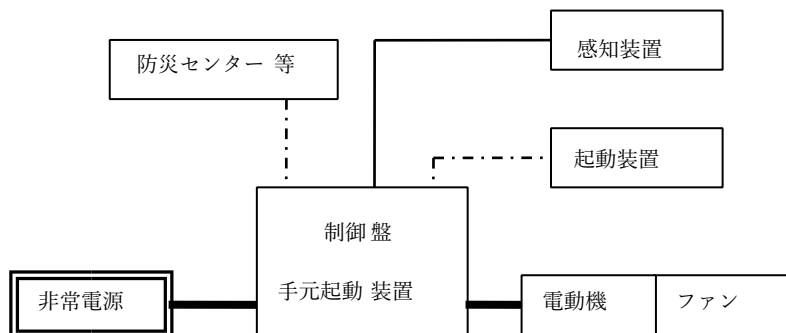 感知装置
防災センター 等
起動装置
制御盤
手元起動 装置
非常電源
電動機
ファン